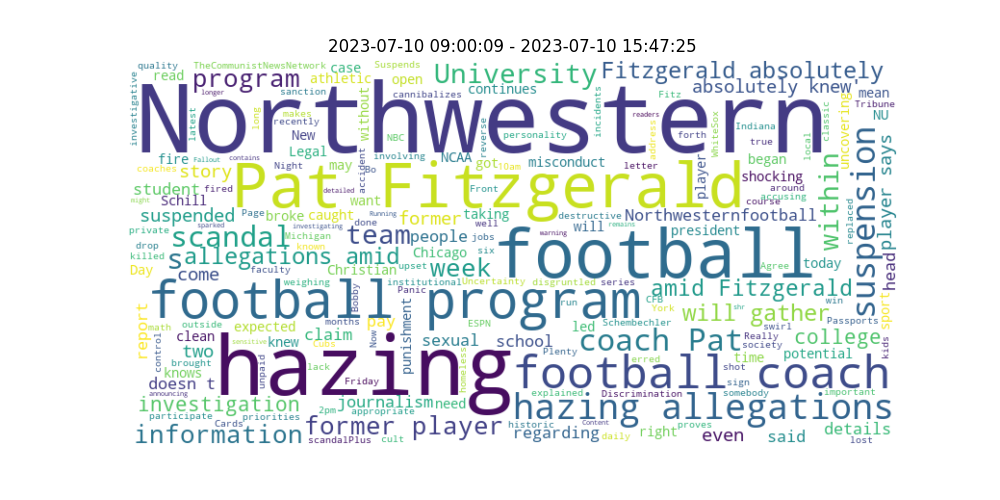 2023-07-10 09:00:09 - 2023-07-10 15:47:25
quality TheCommunistNewsNetwork Suspends
investigative read program longer case athletic open University Fitzgerald absolutely
sanction cannibalizes continues absolutely knew mean
Northwestern
latest long makes recently without Fitz incidents readers address WhiteSox classic uncovering Tribune NU
New NBC reverse personality forth Indiana true local
Legal involving NCAA misconduct letter player began
fire Fallout contains may accident Bo got 1Dam shocking
coaches story Night Pat Fitzgerald around accusing within
student fired detailed want Front course
Schill Page caught former taking destructive Northwesternfootball suspension player says
night suspended broke done Running well will president replaced
private sparked investigating team people jobs warning remains
scandal Michigan Chicago six football Agree today head
drop s allegations amid known upset week
killed come faculty Christian institutional Uncertainty disgruntled series
Day weighing Bobby Panic homeless run CFB amid Fitzgerald
football program York shr win Passports sport
report math months ESPN led Schembechler will gather
outside expected claim pay punishment swirl college kids
clean control sensitive knew Now sexual school Really society time potential
two brought unpaid Cubs Plenty erred shot
knows lack hazing football coach
doesn t Friday coach Pat sign somebody
announcing explained Discrimination important
investigation journalism need hazing allegations
participate priorities 2pm appropriate historic Content proves
Cards former player regarding daily right even said details
information scandalPlus cult lost